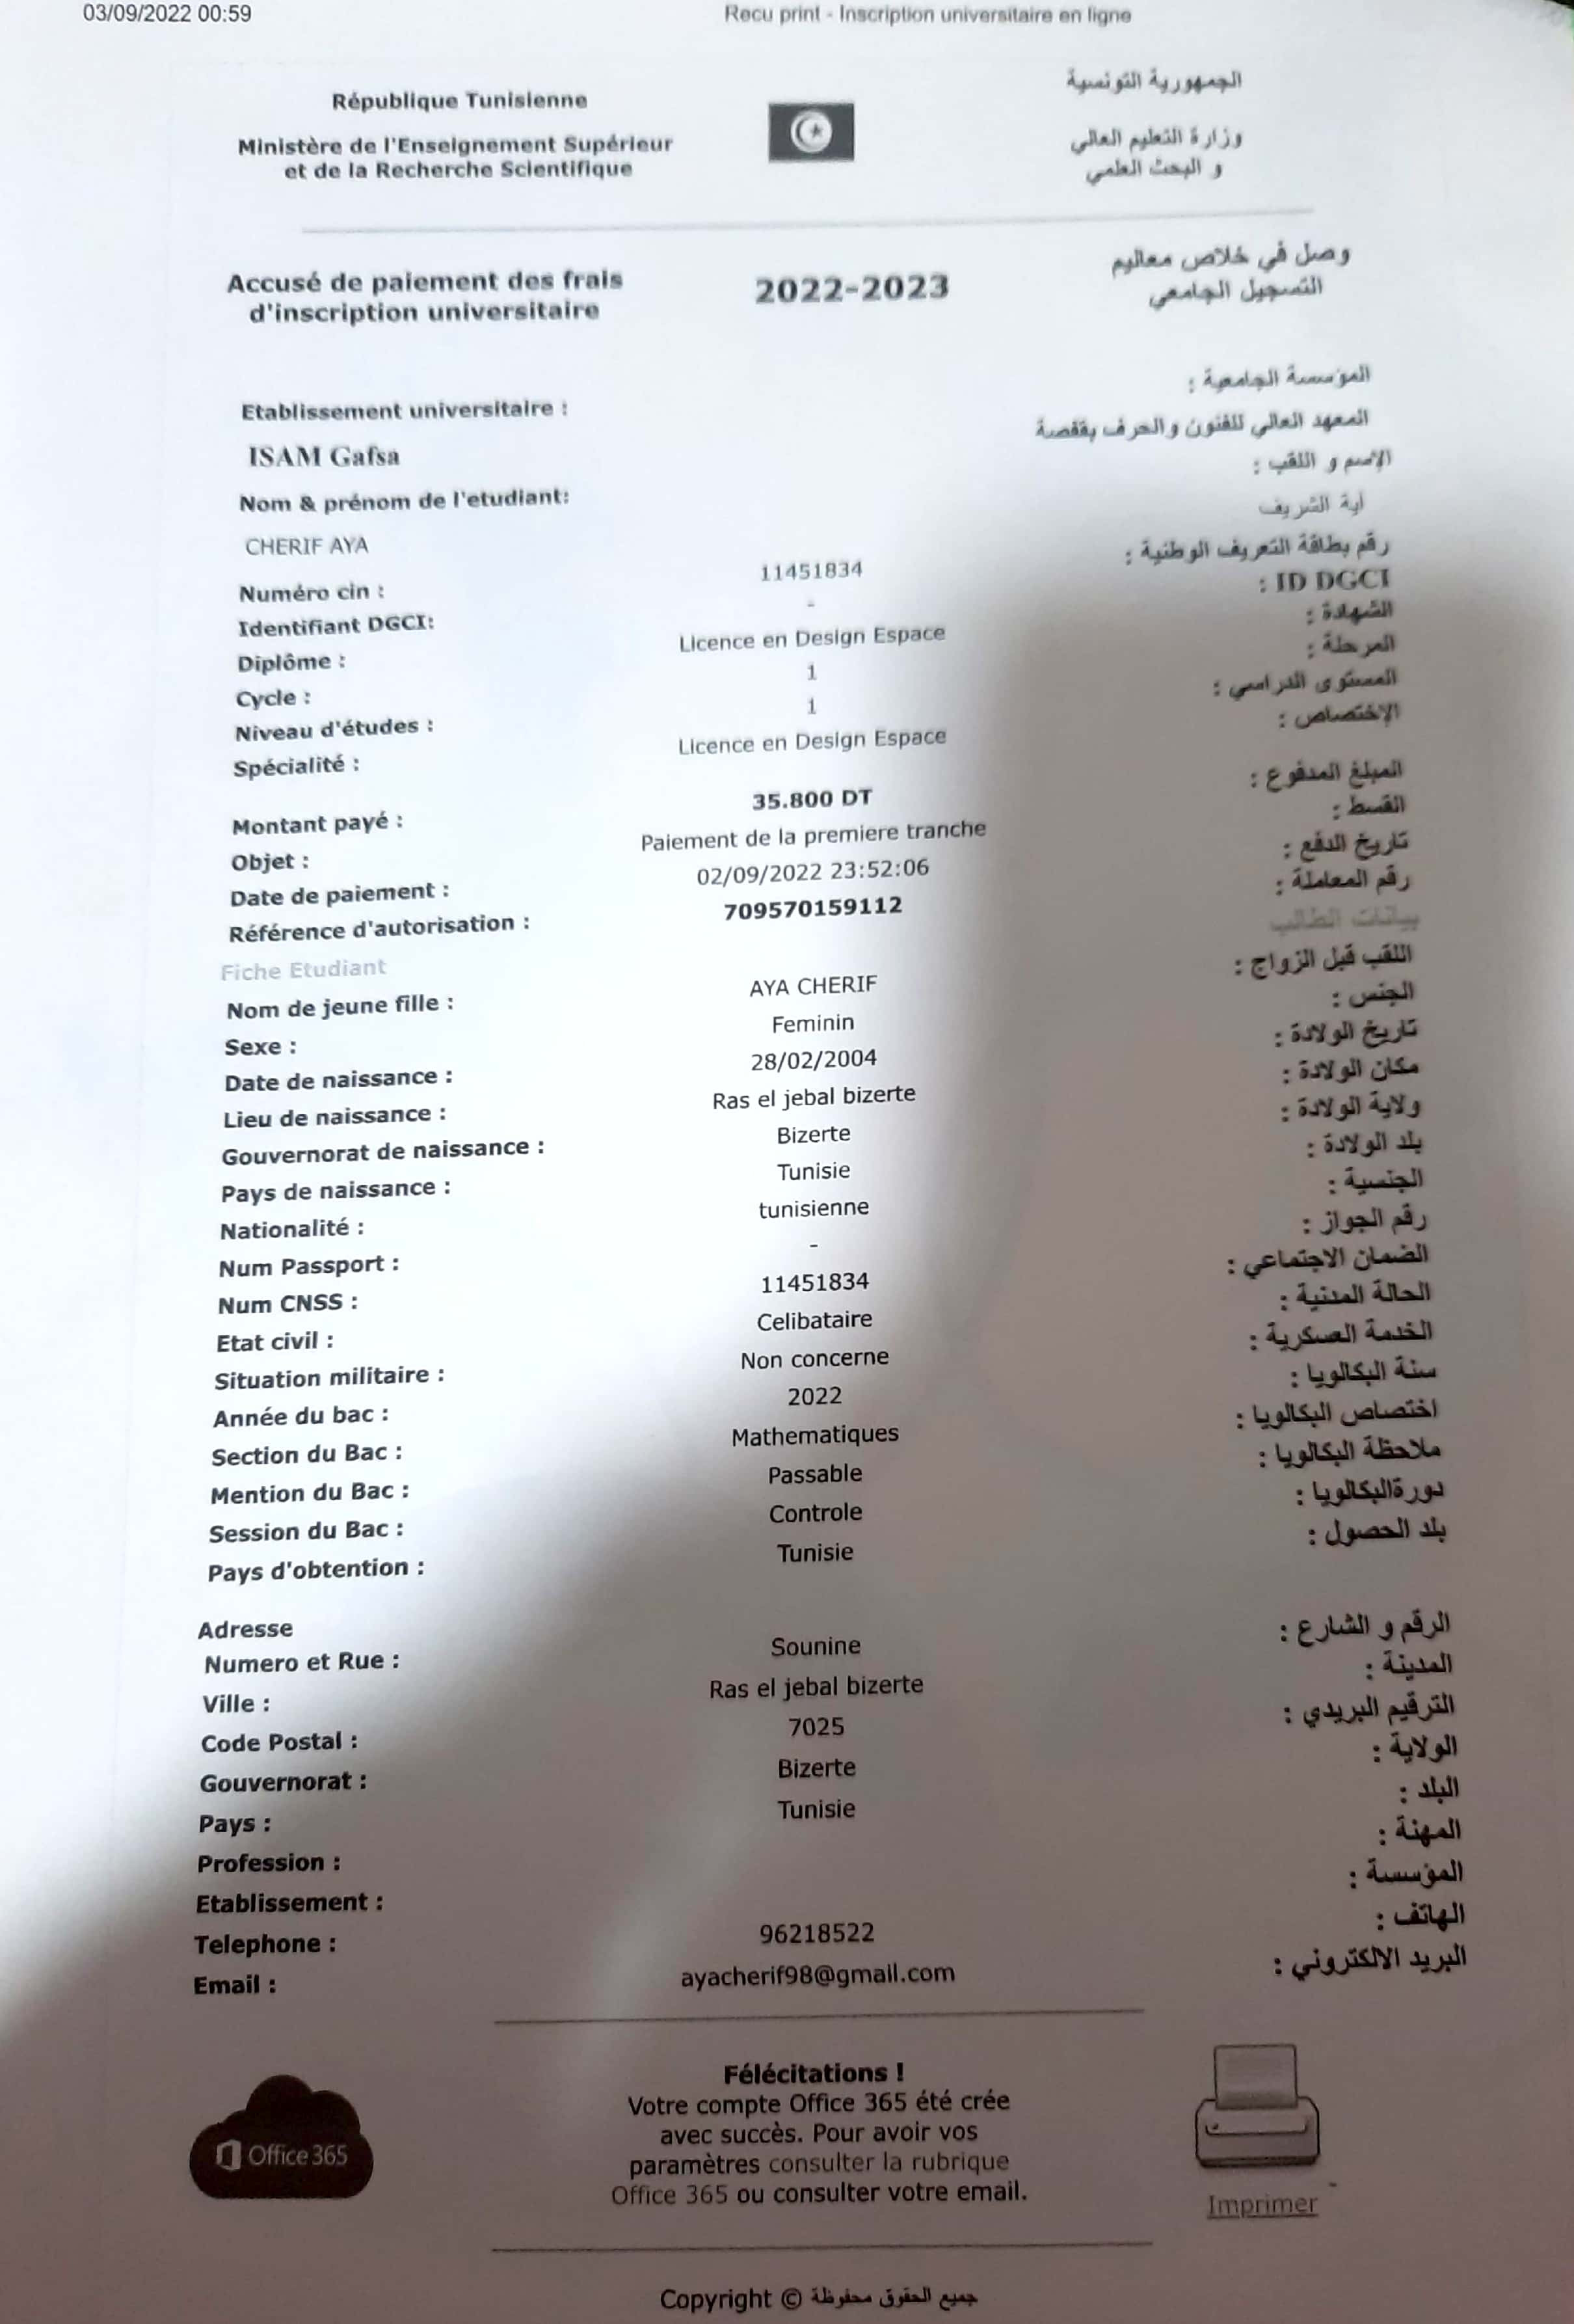 03/09/2022 00:59
Recu print - Inscription universitaire en ligne
République Tunisienne
الجمهورية التونسية
Ministère de l'Enseignement Supérieur
et de la Recherche Scientifique
وزارة التعليم العالي
و البحث العلمي
Accusé de paiement des frais
d'inscription universitaire
2022-2023
وصل في خلاص معاليم
التسجيل الجامعي
Etablissement universitaire :
المؤسسة الجامعية :
ISAM Gafsa
المعهد العالي للفنون والحرف بقفصة
Nom & prénom de l'etudiant:
الإسم و اللقب :
CHERIF AYA
اية الشريف
Numéro cin : 11451834 رقم بطاقة التعريف الوطنية :
Identifiant DGCI: - ID DGCI :
Diplôme : Licence en Design Espace الشهادة :
Cycle : 1 المرحلة :
Niveau d'études : 1 المستوى الدراسي :
Spécialité : Licence en Design Espace الإختصاص :
Montant payé : 35.800 DT المبلغ المدفوع :
Objet : Paiement de la premiere tranche القسط :
Date de paiement : 02/09/2022 23:52:06 تاريخ الدفع :
Référence d'autorisation : 709570159112 رقم المعاملة :
Fiche Etudiant بيانات الطالب
Nom de jeune fille : AYA CHERIF اللقب قبل الزواج :
Sexe : Feminin الجنس :
Date de naissance : 28/02/2004 تاريخ الولادة :
Lieu de naissance : Ras el jebal bizerte مكان الولادة :
Gouvernorat de naissance : Bizerte ولاية الولادة :
Pays de naissance : Tunisie بلد الولادة :
Nationalité : tunisienne الجنسية :
Num Passport : - رقم الجواز :
Num CNSS : 11451834 الضمان الاجتماعي :
Etat civil : Celibataire الحالة المدنية :
Situation militaire : Non concerne الخدمة العسكرية :
Année du bac : 2022 سنة البكالويا :
Section du Bac : Mathematiques اختصاص البكالويا :
Mention du Bac : Passable ملاحظة البكالويا :
Session du Bac : Controle دورةالبكالويا :
Pays d'obtention : Tunisie بلد الحصول :
Adresse
Numero et Rue : Sounine الرقم و الشارع :
Ville : Ras el jebal bizerte المدينة :
Code Postal : 7025 الترقيم البريدي :
Gouvernorat : Bizerte الولاية :
Pays : Tunisie البلد :
Profession : المهنة :
Etablissement : المؤسسة :
Telephone : 96218522 الهاتف :
Email : ayacherif98@gmail.com البريد الالكتروني :
Félécitations !
Votre compte Office 365 été crée
avec succès. Pour avoir vos
paramètres consulter la rubrique
Office 365 ou consulter votre email.
Office 365
Imprimer
Copyright © جميع الحقوق محفوظة